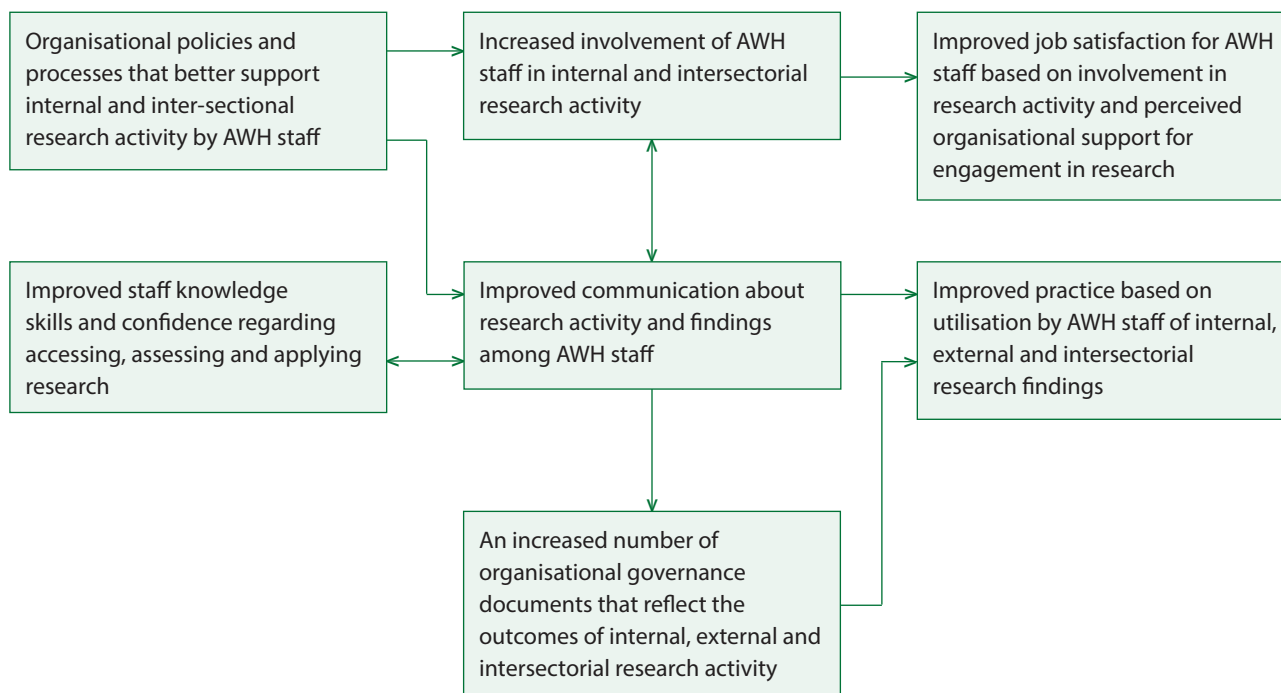 Organisational policies and
processes that better support
internal and inter-sectional
research activity by AWH staff
Increased involvement of AWH
staff in internal and intersectorial
research activity
Improved job satisfaction for AWH
staff based on involvement in
research activity and perceived
organisational support for
engagement in research
Improved staff knowledge
skills and confidence regarding
accessing, assessing and applying
research
Improved communication about
research activity and findings
among AWH staff
Improved practice based on
utilisation by AWH staff of internal,
external and intersectorial
research findings
An increased number of
organisational governance
documents that reflect the
outcomes of internal, external and
intersectorial research activity